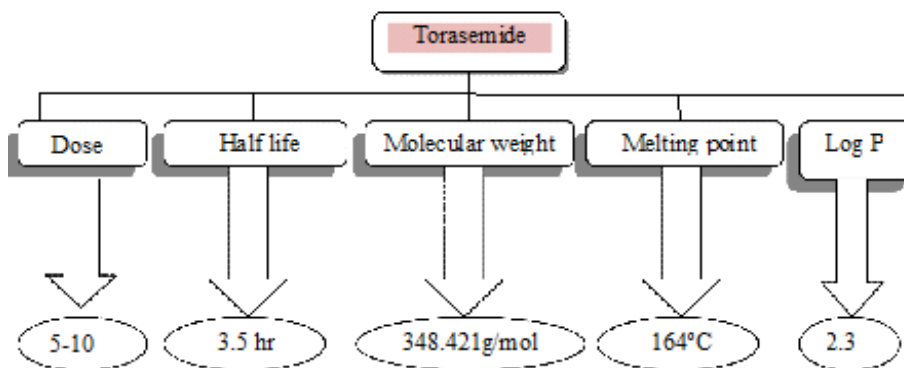 Torasemide
Dose
Half life
Molecular weight
Melting point
Log P
5-10
3.5 hr
348.421g/mol
164°C
2.3